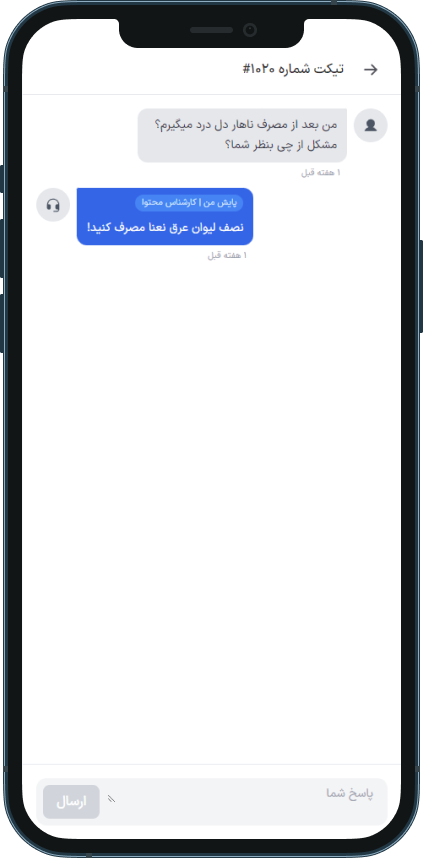 تیکت شماره ۱۰۲۰#
من بعد از مصرف ناهار دل درد میگیرم؟
مشکل از چی بنظر شما؟
۱ هفته قبل
پایش من | کارشناس محتوا
نصف لیوان عرق نعنا مصرف کنید!
۱ هفته قبل
پاسخ شما
ارسال